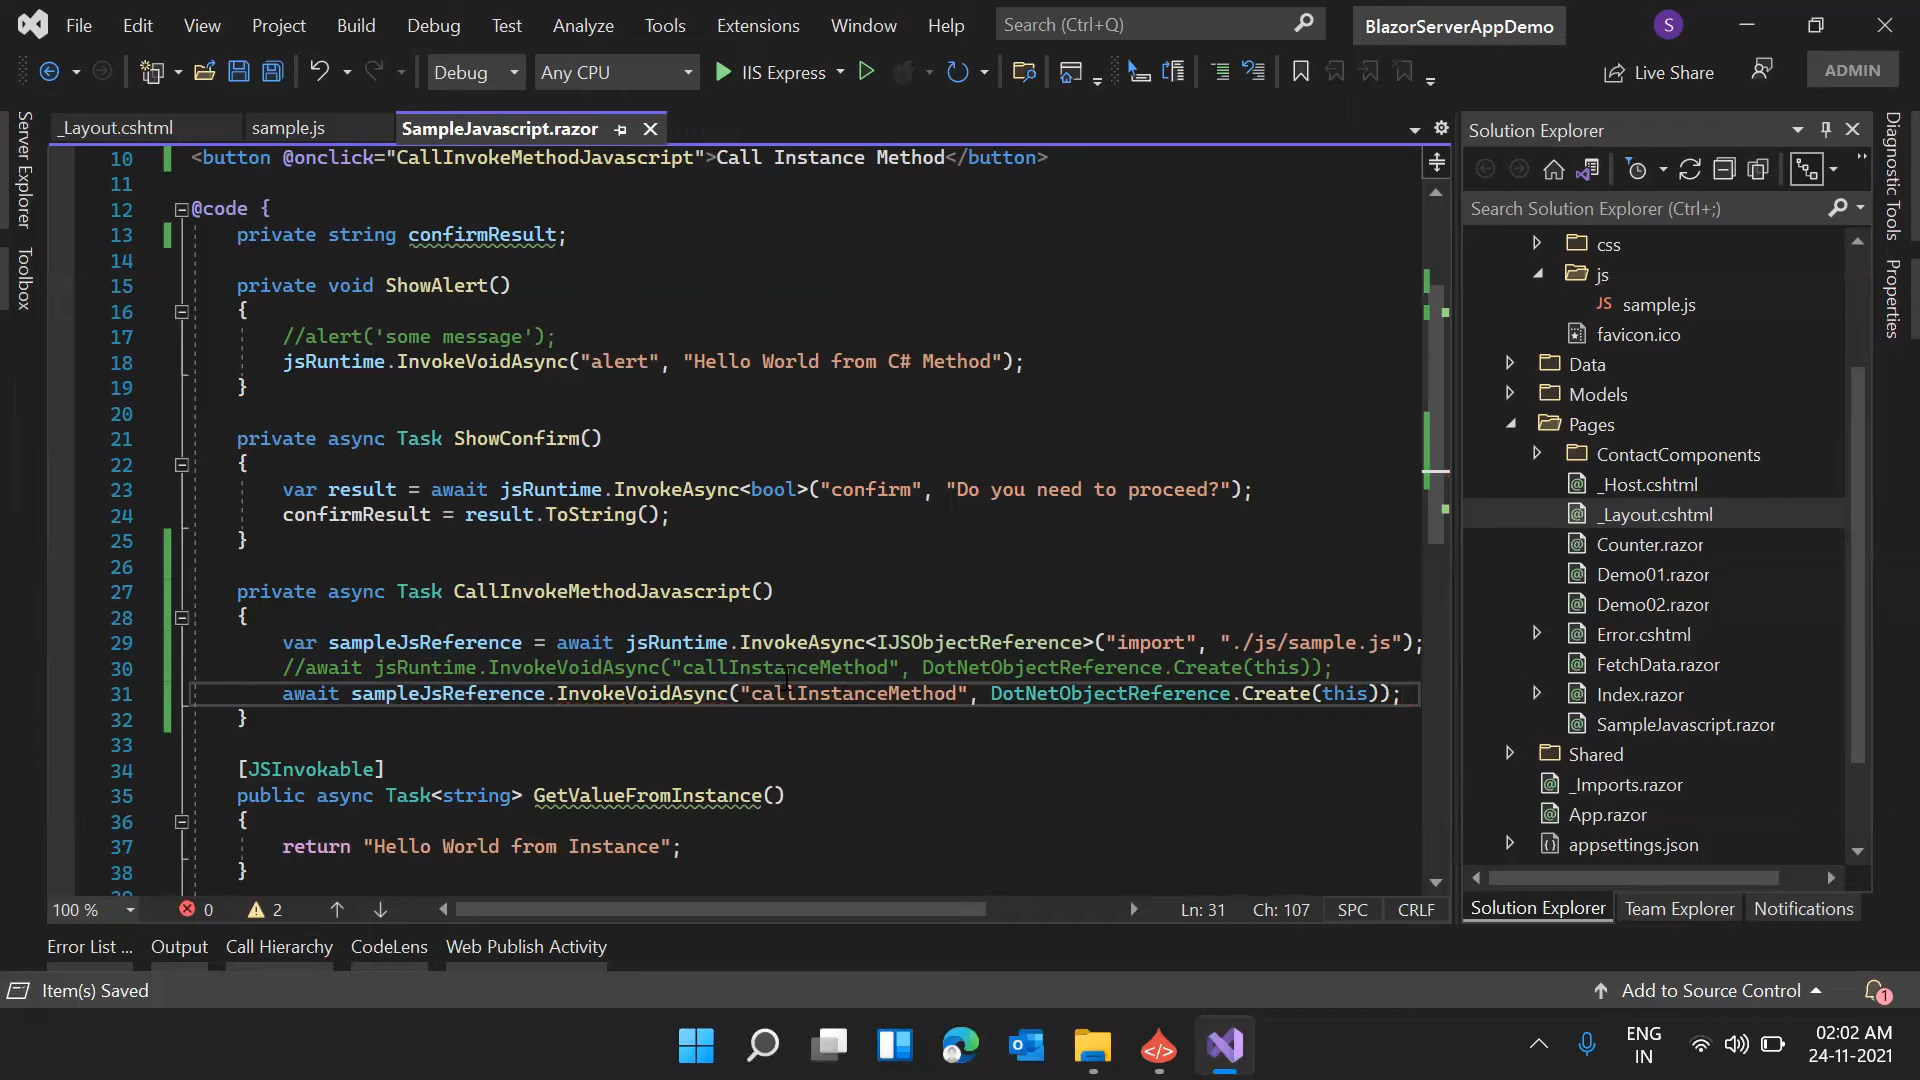 File Edit View Project Build Debug Test Analyze Tools Extensions Window Help Search (Ctrl+Q) BlazorServerAppDemo S
Debug Any CPU IIS Express Live Share ADMIN
Server Explorer
Toolbox
_Layout.cshtml sample.js SampleJavascript.razor
10 <button @onclick="CallInvokeMethodJavascript">Call Instance Method</button>
11
12 @code {
13 private string confirmResult;
14
15 private void ShowAlert()
16 {
17 //alert('some message');
18 jsRuntime.InvokeVoidAsync("alert", "Hello World from C# Method");
19 }
20
21 private async Task ShowConfirm()
22 {
23 var result = await jsRuntime.InvokeAsync<bool>("confirm", "Do you need to proceed?");
24 confirmResult = result.ToString();
25 }
26
27 private async Task CallInvokeMethodJavascript()
28 {
29 var sampleJsReference = await jsRuntime.InvokeAsync<IJSObjectReference>("import", "./js/sample.js");
30 //await jsRuntime.InvokeVoidAsync("callInstanceMethod", DotNetObjectReference.Create(this));
31 await sampleJsReference.InvokeVoidAsync("callInstanceMethod", DotNetObjectReference.Create(this));
32 }
33
34 [JSInvokable]
35 public async Task<string> GetValueFromInstance()
36 {
37 return "Hello World from Instance";
38 }
100 % 0 2 Ln: 31 Ch: 107 SPC CRLF
Solution Explorer
Search Solution Explorer (Ctrl+;)
css
js
JS sample.js
favicon.ico
Data
Models
Pages
ContactComponents
_Host.cshtml
_Layout.cshtml
Counter.razor
Demo01.razor
Demo02.razor
Error.cshtml
FetchData.razor
Index.razor
SampleJavascript.razor
Shared
_Imports.razor
App.razor
appsettings.json
Solution Explorer Team Explorer Notifications
Diagnostic Tools
Properties
Error List ... Output Call Hierarchy CodeLens Web Publish Activity
Item(s) Saved Add to Source Control 1
ENG
IN
02:02 AM
24-11-2021